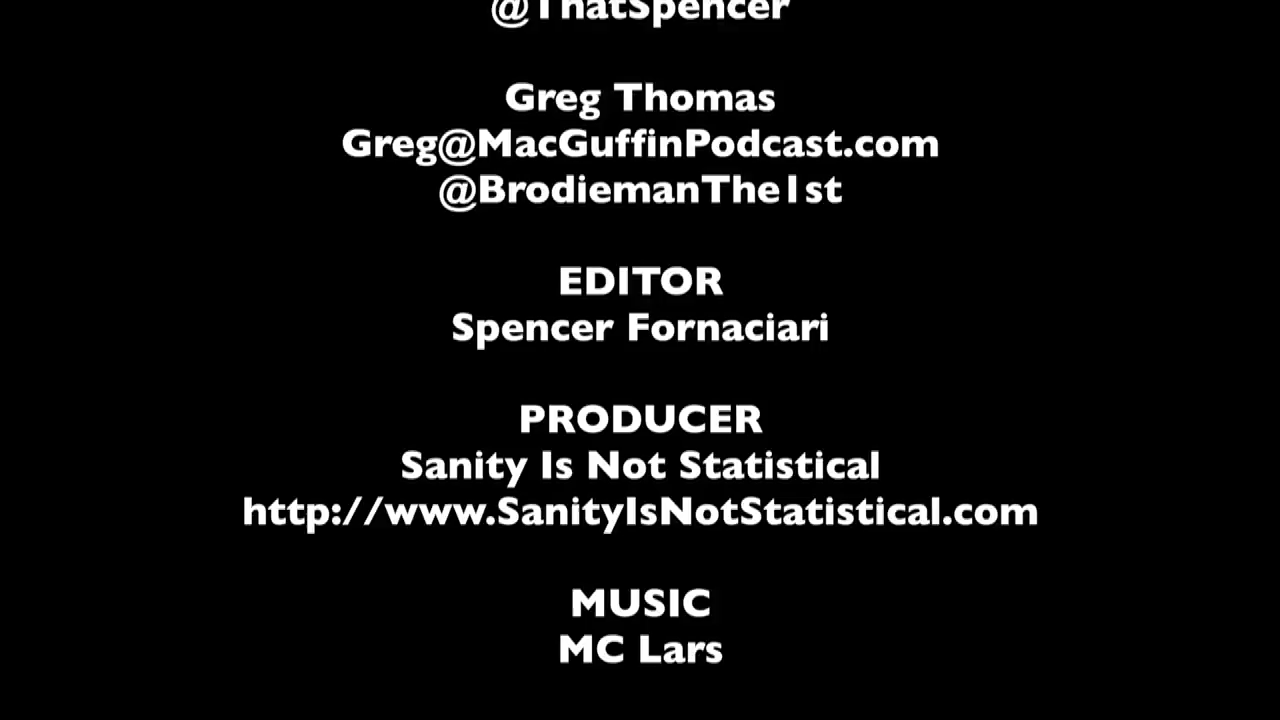 @ThatSpencer
Greg Thomas
Greg@MacGuffinPodcast.com
@BrodiemanThe1st
EDITOR
Spencer Fornaciari
PRODUCER
Sanity Is Not Statistical
http://www.SanityIsNotStatistical.com
MUSIC
MC Lars